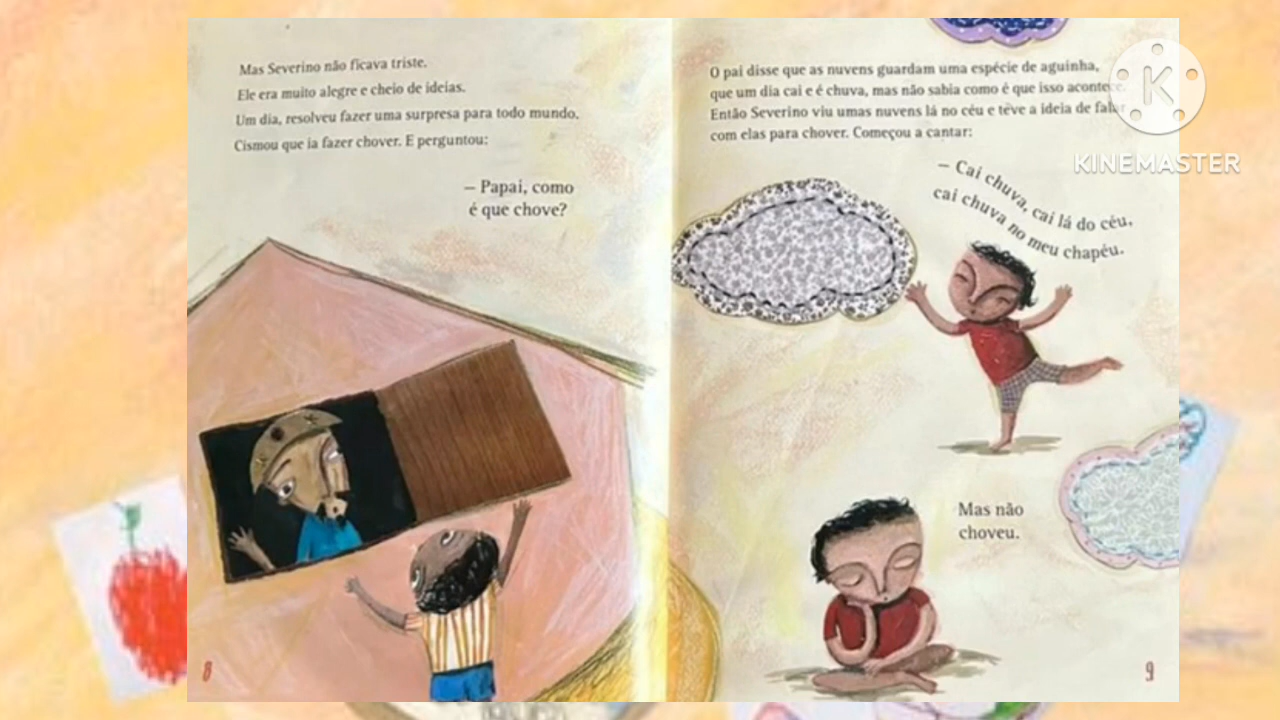 Mas Severino não ficava triste.
Ele era muito alegre e cheio de ideias.
Um dia, resolveu fazer uma surpresa para todo mundo.
Cismou que ia fazer chover. E perguntou:
– Papai, como
é que chove?
8
O pai disse que as nuvens guardam uma espécie de aguinha,
que um dia cai e é chuva, mas não sabia como é que isso acontece.
Então Severino viu umas nuvens lá no céu e teve a ideia de falar
com elas para chover. Começou a cantar:
– Cai chuva, cai lá do céu,
cai chuva no meu chapéu.
Mas não
choveu.
9
K
KINEMASTER